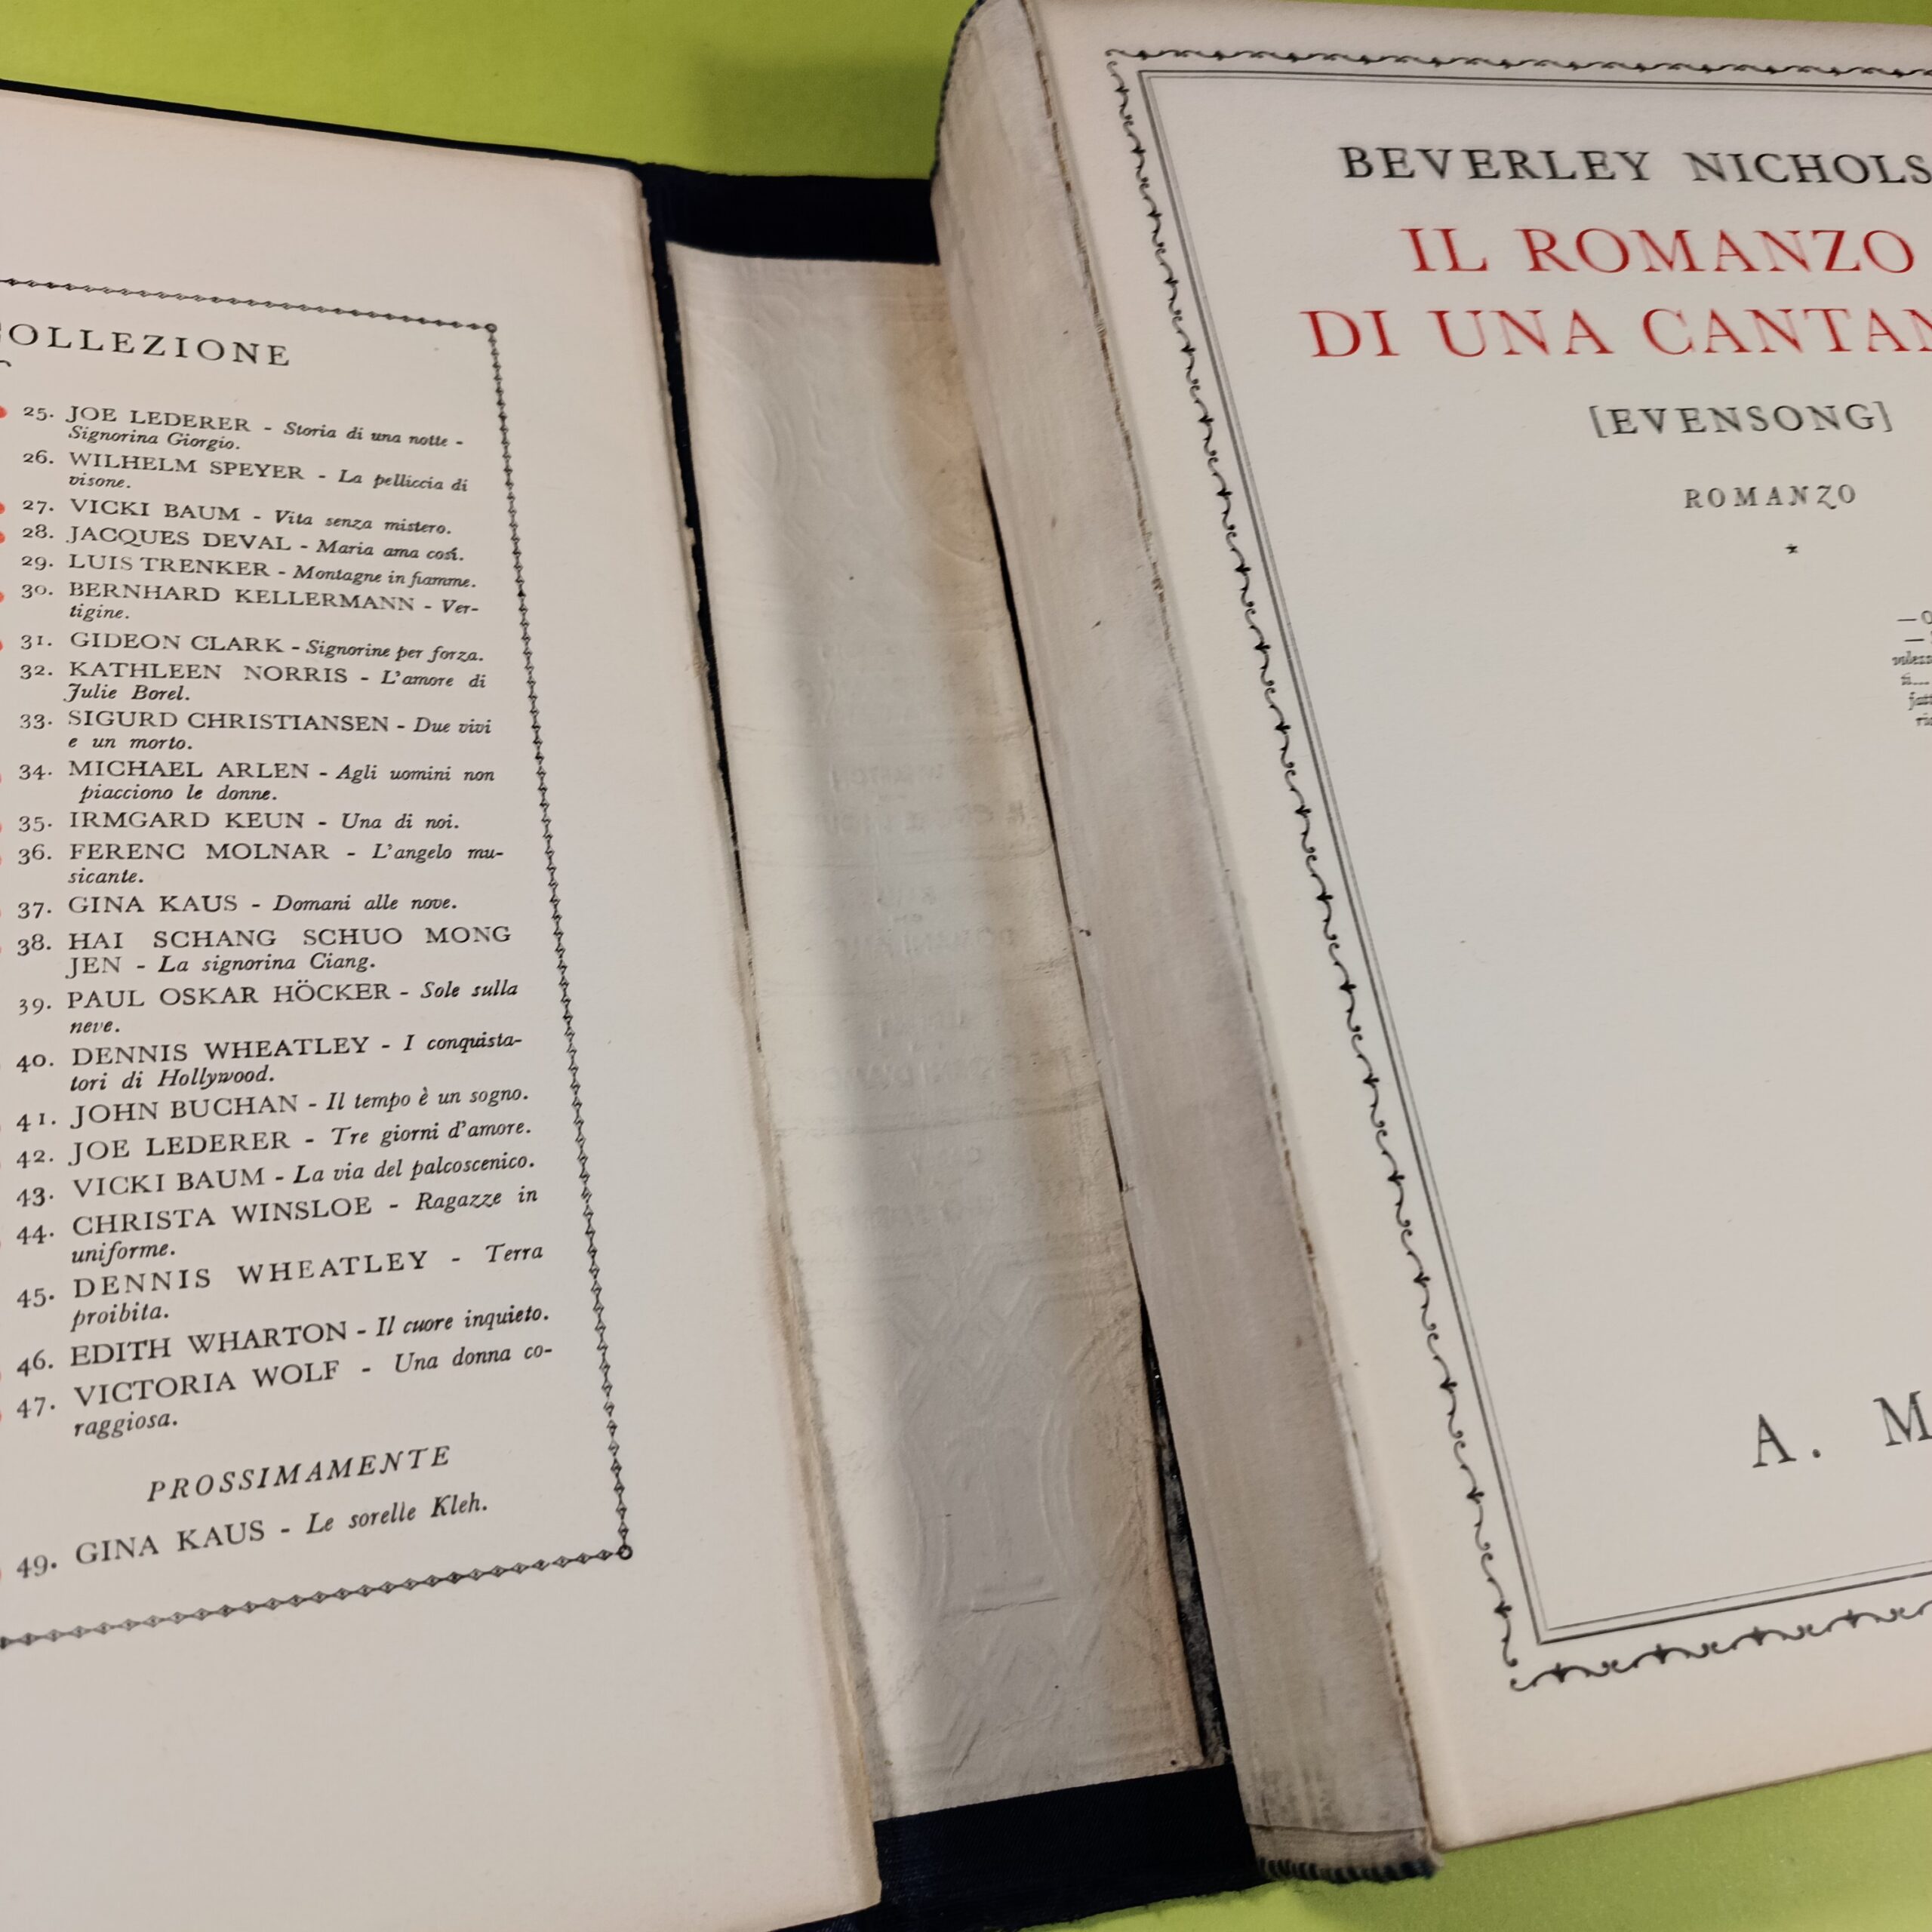 COLLEZIONE
25. JOE LEDERER - Storia di una notte -
Signorina Giorgio.
26. WILHELM SPEYER - La pelliccia di
visone.
27. VICKI BAUM - Vita senza mistero.
28. JACQUES DEVAL - Maria ama così.
29. LUIS TRENKER - Montagne in fiamme.
30. BERNHARD KELLERMANN - Ver-
tigine.
31. GIDEON CLARK - Signorine per forza.
32. KATHLEEN NORRIS - L'amore di
Julie Borel.
33. SIGURD CHRISTIANSEN - Due vivi
e un morto.
34. MICHAEL ARLEN - Agli uomini non
piacciono le donne.
35. IRMGARD KEUN - Una di noi.
36. FERENC MOLNAR - L'angelo mu-
sicante.
37. GINA KAUS - Domani alle nove.
38. HAI SCHANG SCHUO MONG
JEN - La signorina Ciang.
39. PAUL OSKAR HÖCKER - Sole sulla
neve.
40. DENNIS WHEATLEY - I conquista-
tori di Hollywood.
41. JOHN BUCHAN - Il tempo è un sogno.
42. JOE LEDERER - Tre giorni d'amore.
43. VICKI BAUM - La via del palcoscenico.
44. CHRISTA WINSLOE - Ragazze in
uniforme.
45. DENNIS WHEATLEY - Terra
proibita.
46. EDITH WHARTON - Il cuore inquieto.
47. VICTORIA WOLF - Una donna co-
raggiosa.
PROSSIMAMENTE
49. GINA KAUS - Le sorelle Kleh.
BEVERLEY NICHOLS
IL ROMANZO
DI UNA CANTAN
[EVENSONG]
ROMANZO
*
A. M